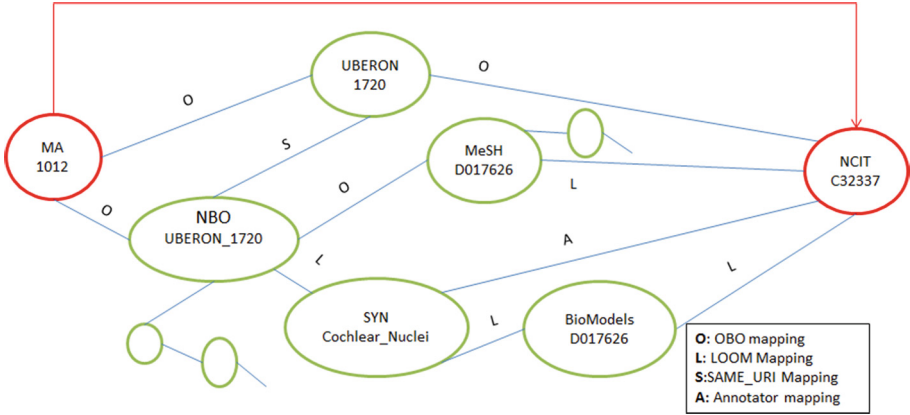 UBERON
1720
O
O
MA
1012
S
MeSH
D017626
NCIT
C32337
O
L
O
NBO
UBERON_1720
A
L
L
SYN
Cochlear_Nuclei
L
BioModels
D017626
O: OBO mapping
L: LOOM Mapping
S:SAME_URI Mapping
A: Annotator mapping